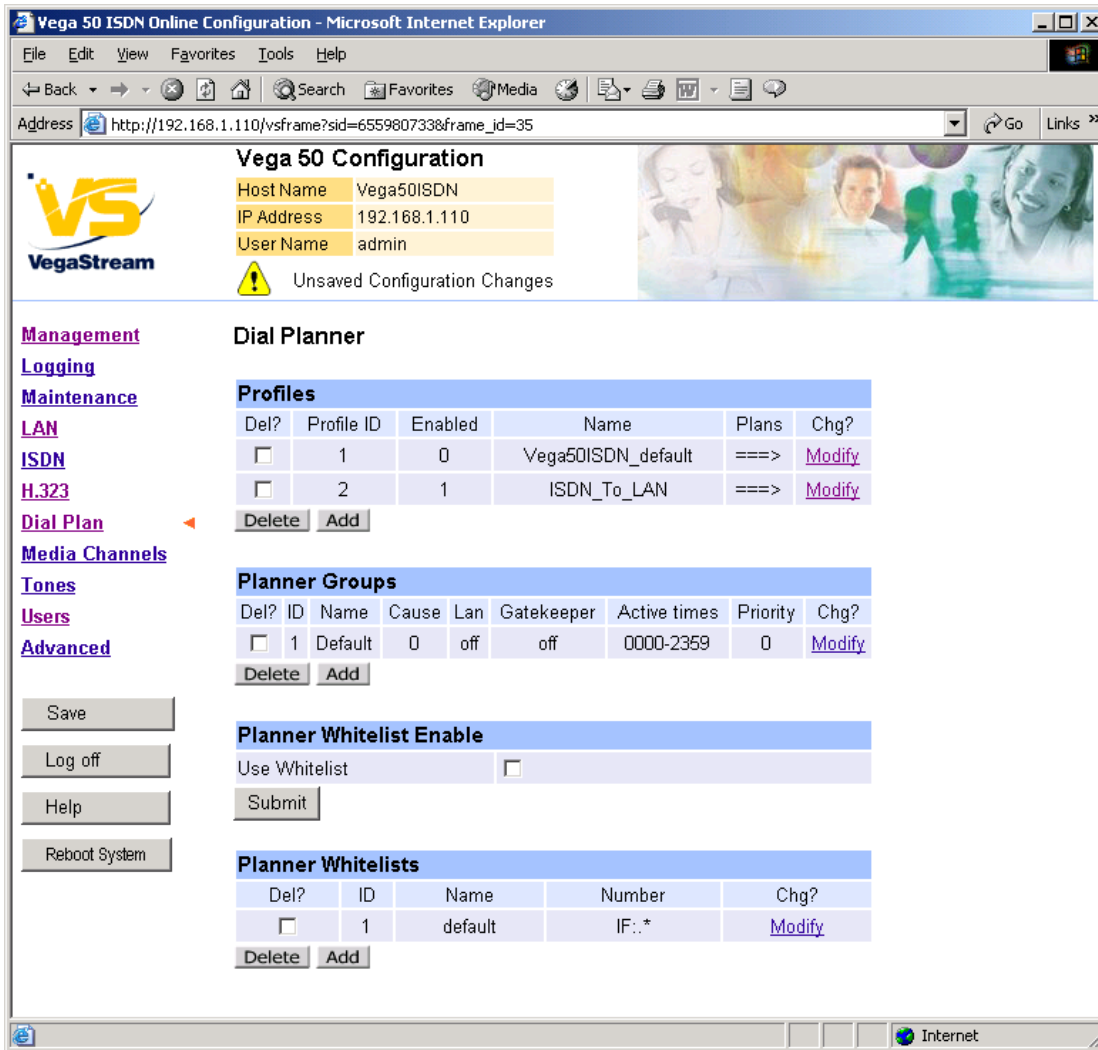 Vega 50 ISDN Online Configuration - Microsoft Internet Explorer
File Edit View Favorites Tools Help
Back Search Favorites Media
Address http://192.168.1.110/vsframe?sid=655980733&frame_id=35 Go Links »
VS
VegaStream
Vega 50 Configuration
Host Name Vega50ISDN
IP Address 192.168.1.110
User Name admin
Unsaved Configuration Changes
Management
Logging
Maintenance
LAN
ISDN
H.323
Dial Plan
Media Channels
Tones
Users
Advanced
Save
Log off
Help
Reboot System
Dial Planner
Profiles
Del? Profile ID Enabled Name Plans Chg?
1 0 Vega50ISDN_default ===> Modify
2 1 ISDN_To_LAN ===> Modify
Delete Add
Planner Groups
Del? ID Name Cause Lan Gatekeeper Active times Priority Chg?
1 Default 0 off off 0000-2359 0 Modify
Delete Add
Planner Whitelist Enable
Use Whitelist
Submit
Planner Whitelists
Del? ID Name Number Chg?
1 default IF:.* Modify
Delete Add
Internet